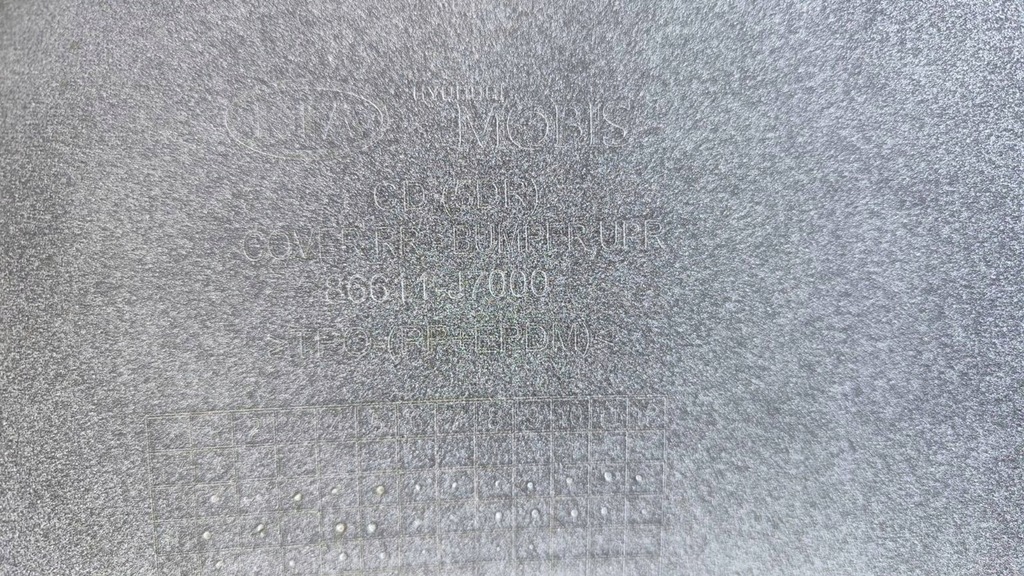 KIA HYUNDAI MOBIS
CD (5DR)
COVER RR-BUMPER, UPR
86611-J7000
TPO (PP+EPDM)